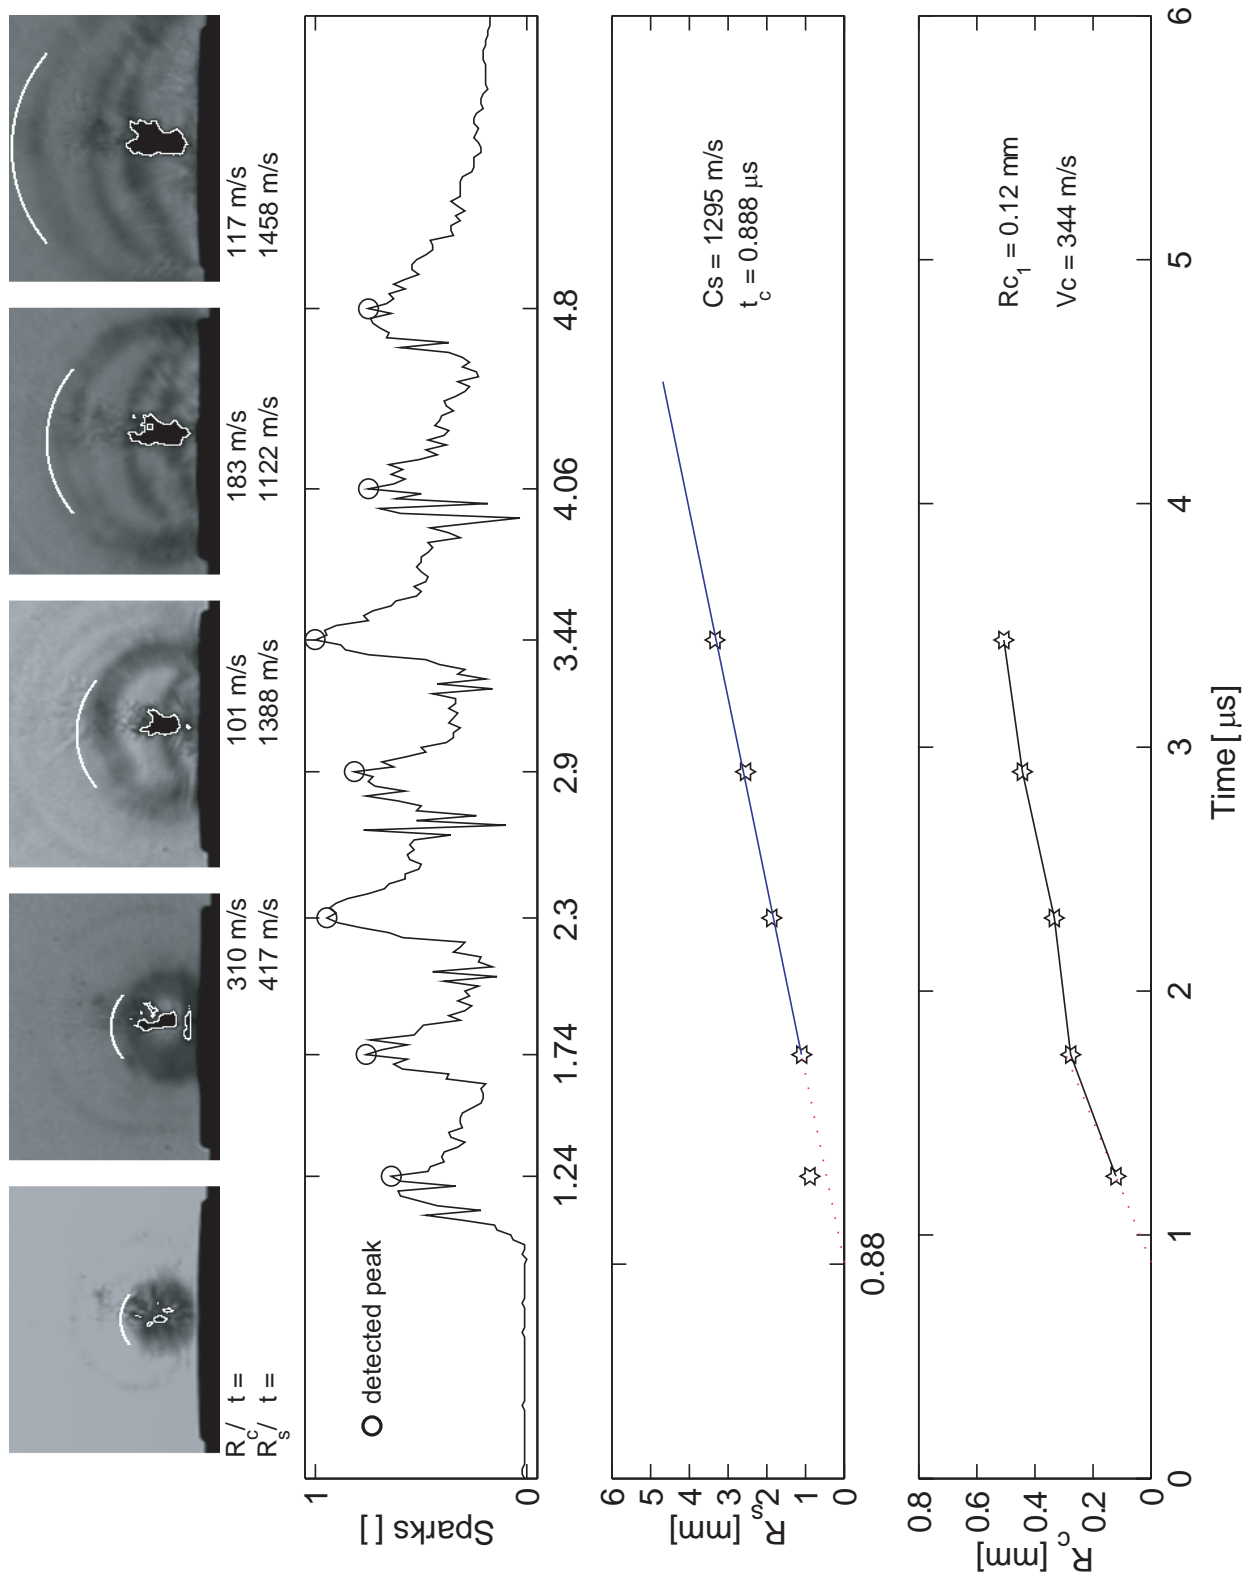 R_c/ t =
310 m/s
101 m/s
183 m/s
117 m/s
R_s/ t =
417 m/s
1388 m/s
1122 m/s
1458 m/s
Sparks [ ]
1
0
detected peak
1.24
1.74
2.3
2.9
3.44
4.06
4.8
R_s [mm]
6
5
4
3
2
1
0
Cs = 1295 m/s
t_c = 0.888 µs
0.88
R_c [mm]
0.8
0.6
0.4
0.2
0
Rc_1 = 0.12 mm
Vc = 344 m/s
0
1
2
3
4
5
6
Time [ µs]